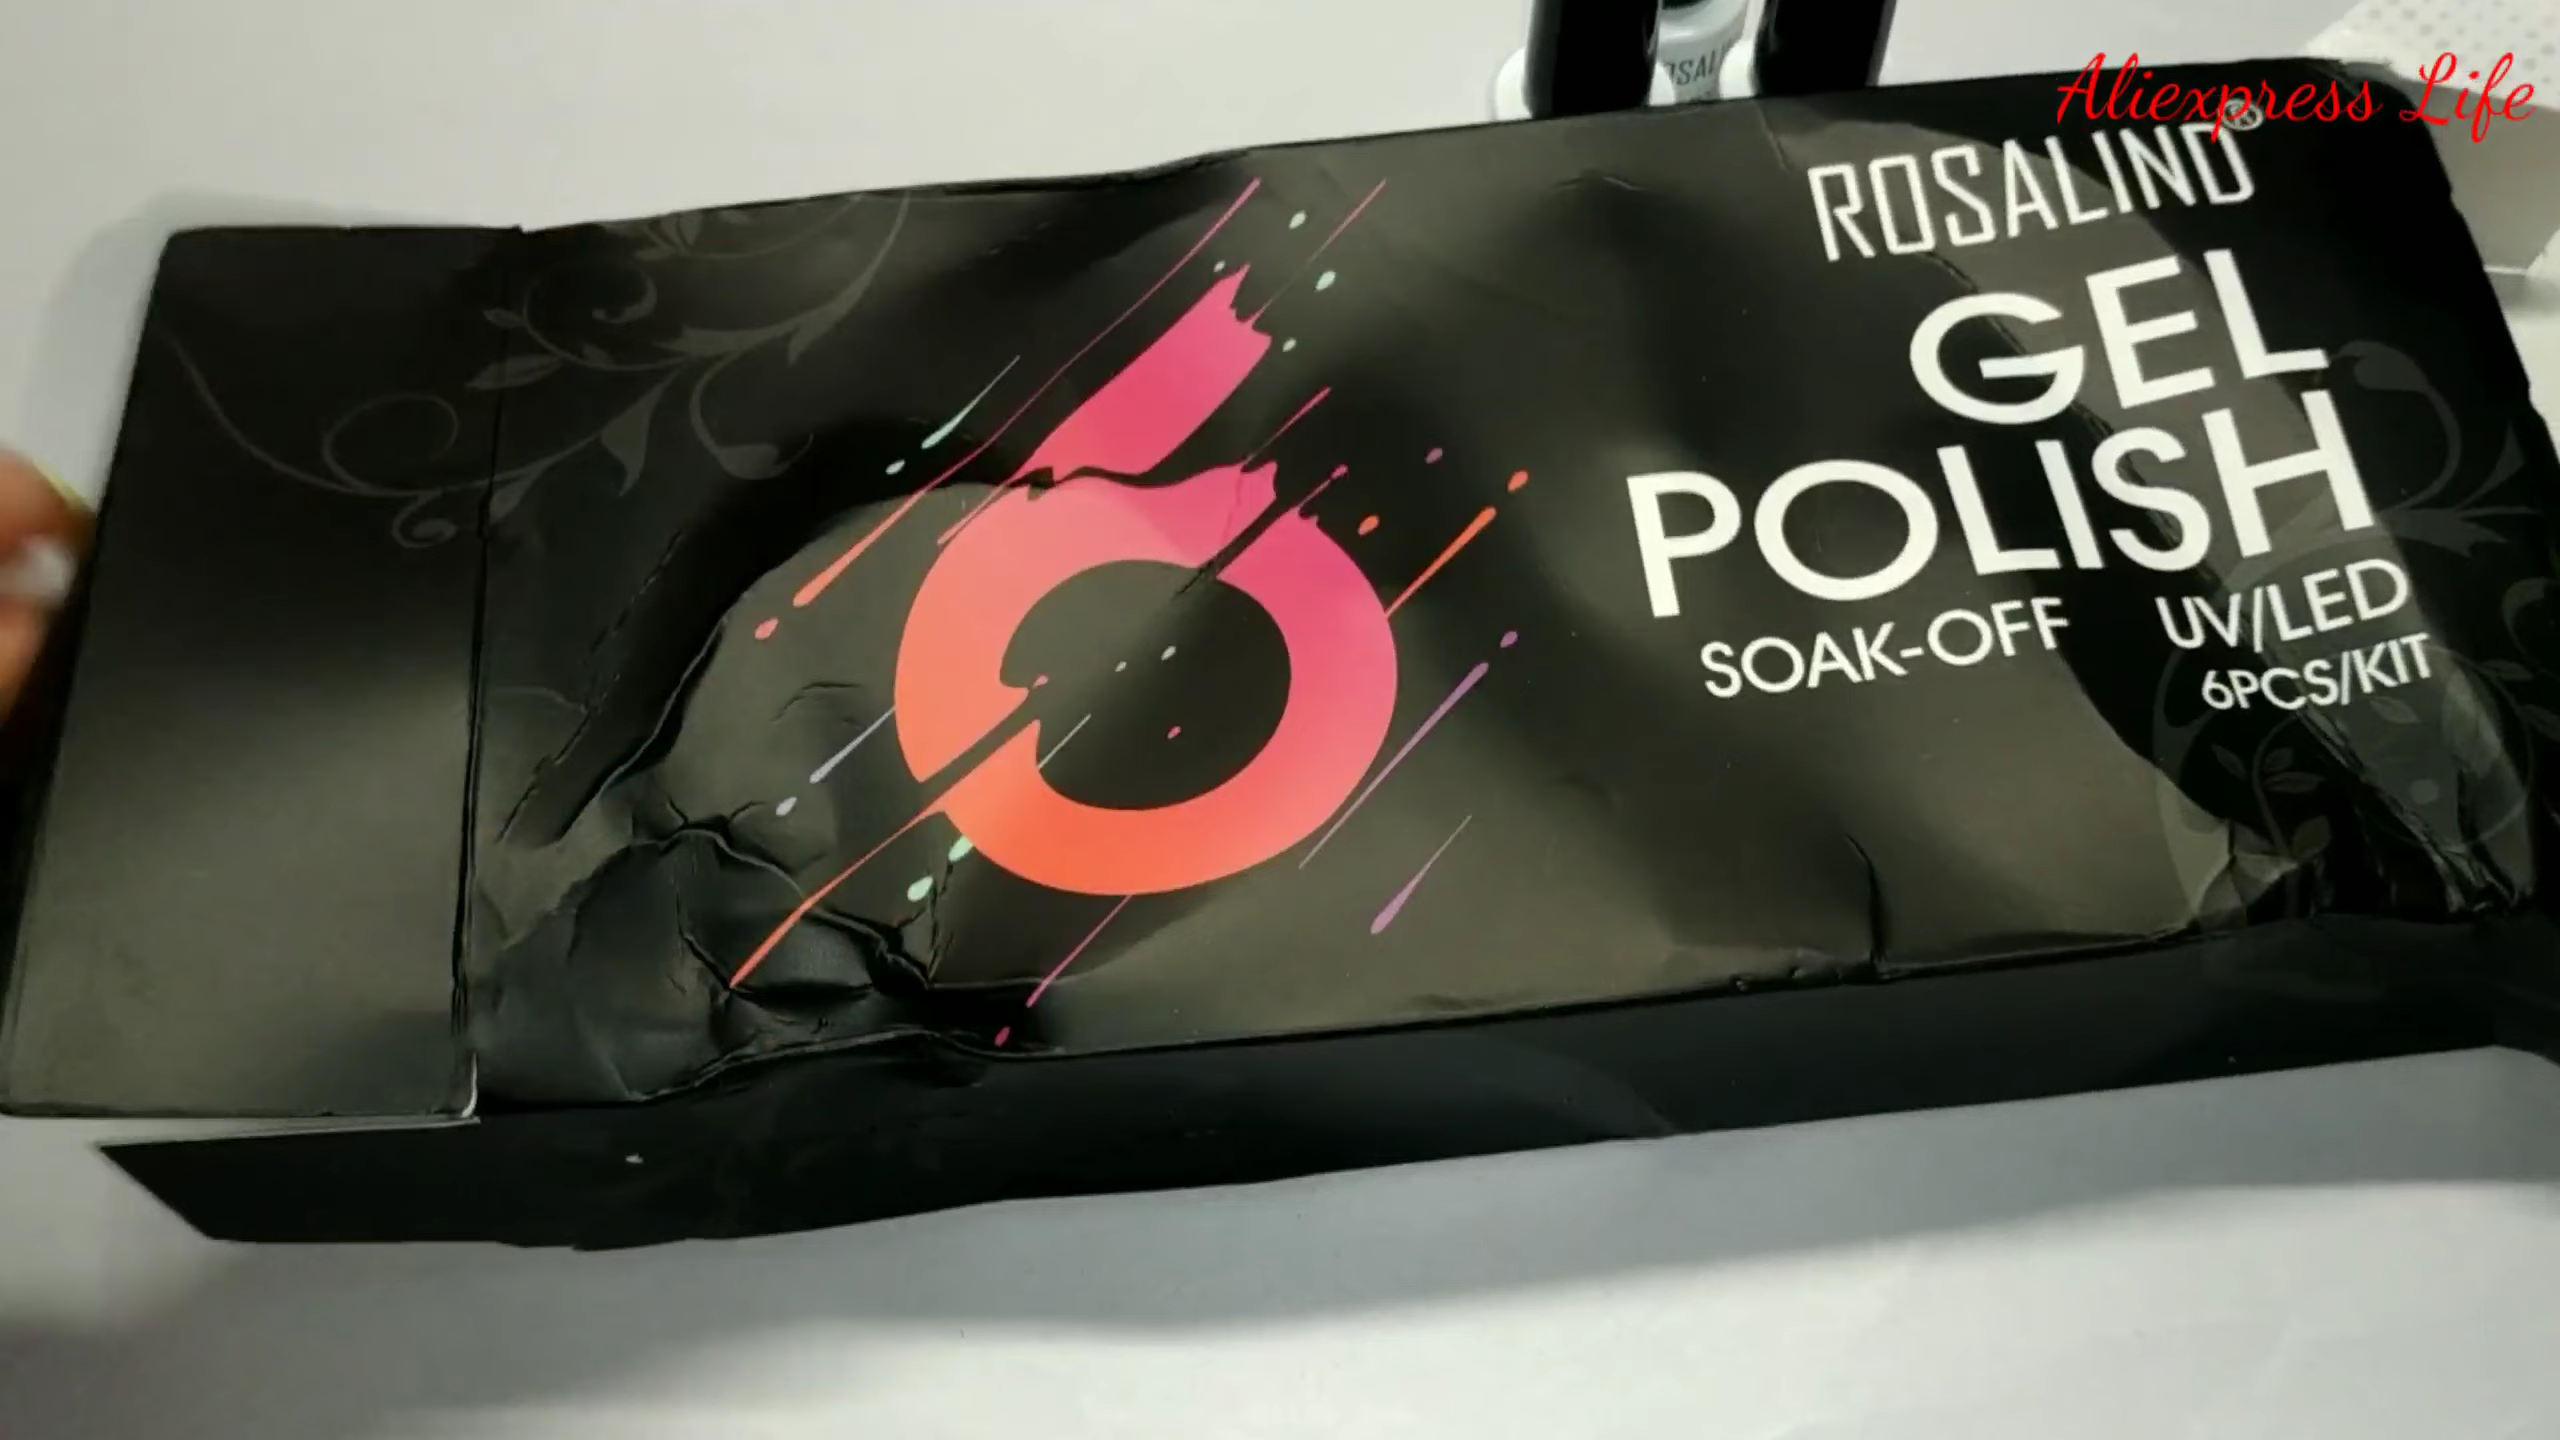 Aliexpress Life
ROSALIND®
GEL
POLISH
SOAK-OFF UV/LED
6PCS/KIT